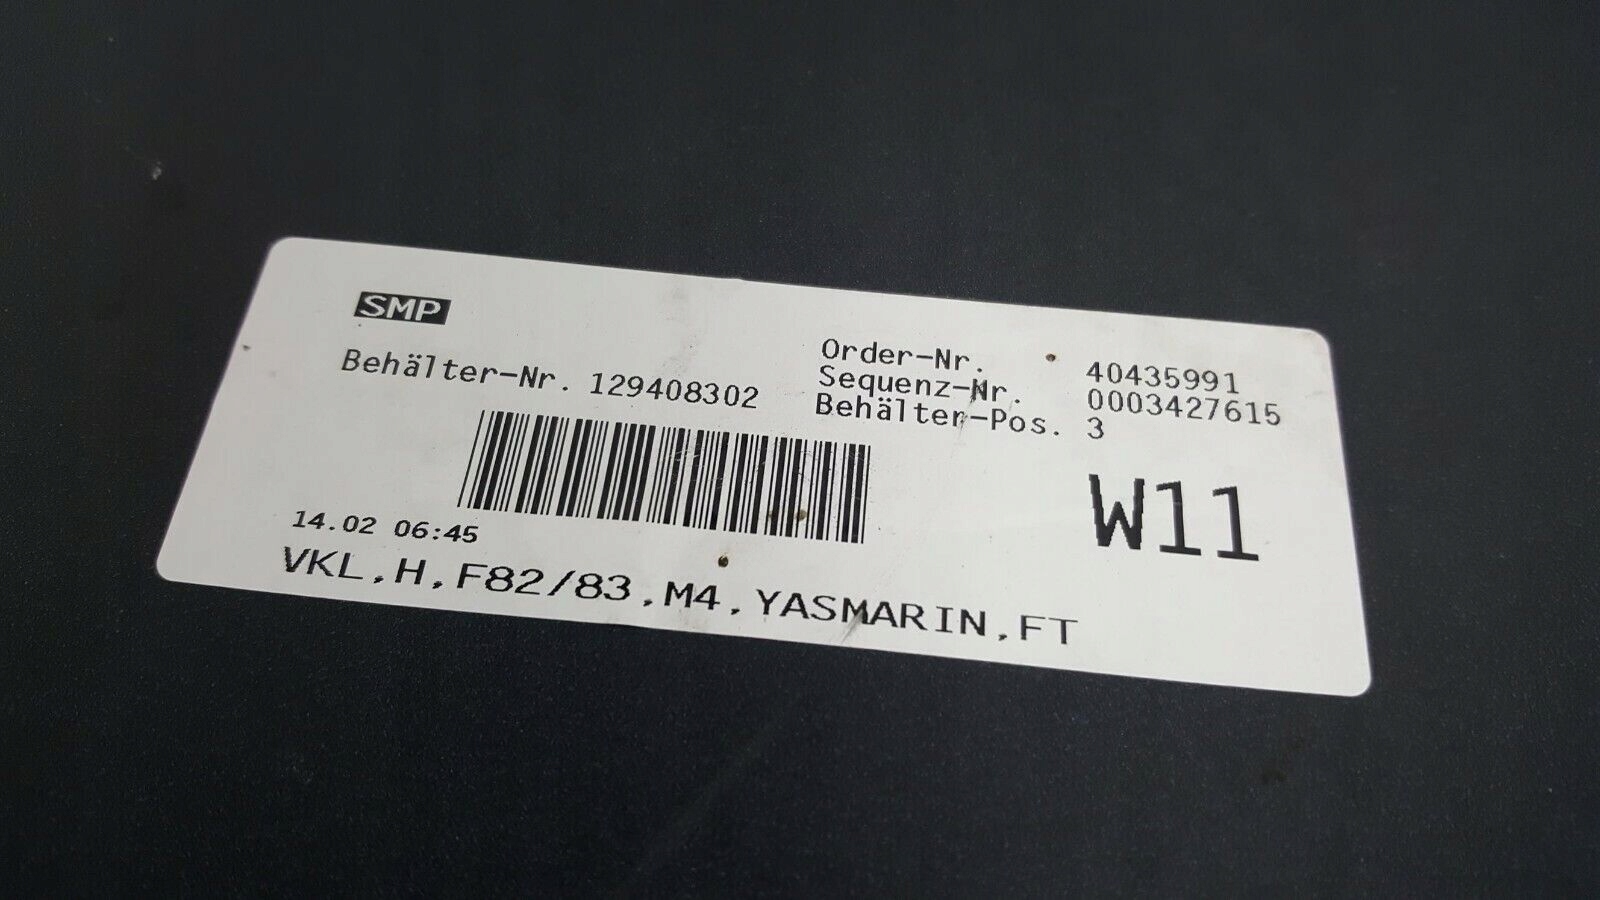 SMP
Behälter-Nr. 129408302
Order-Nr. 40435991
Sequenz-Nr. 0003427615
Behälter-Pos. 3
W11
14.02 06:45
VKL,H,F82/83,M4,YASMARIN,FT